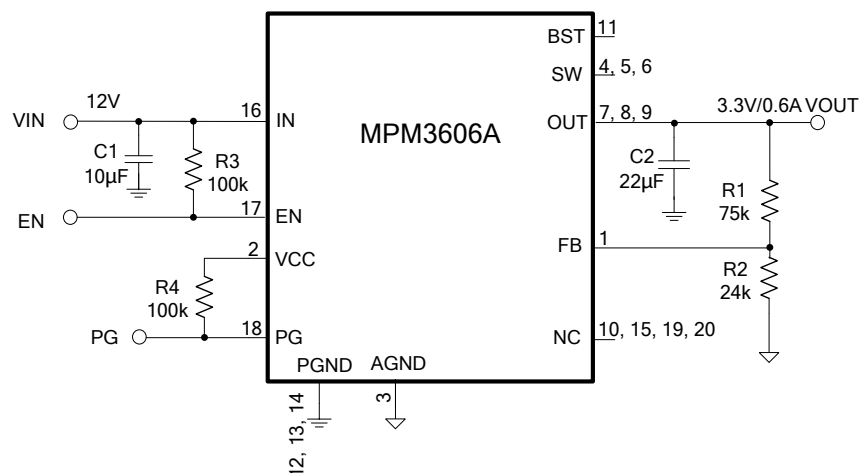 BST
11
SW
4, 5, 6
VIN
12V
16
IN
MPM3606A
OUT
7, 8, 9
3.3V/0.6A VOUT
C1
10µF
R3
100k
C2
22µF
R1
75k
EN
17
EN
FB
1
2
VCC
R2
24k
R4
100k
PG
18
PG
NC
10, 15, 19, 20
PGND
AGND
12, 13, 14
3